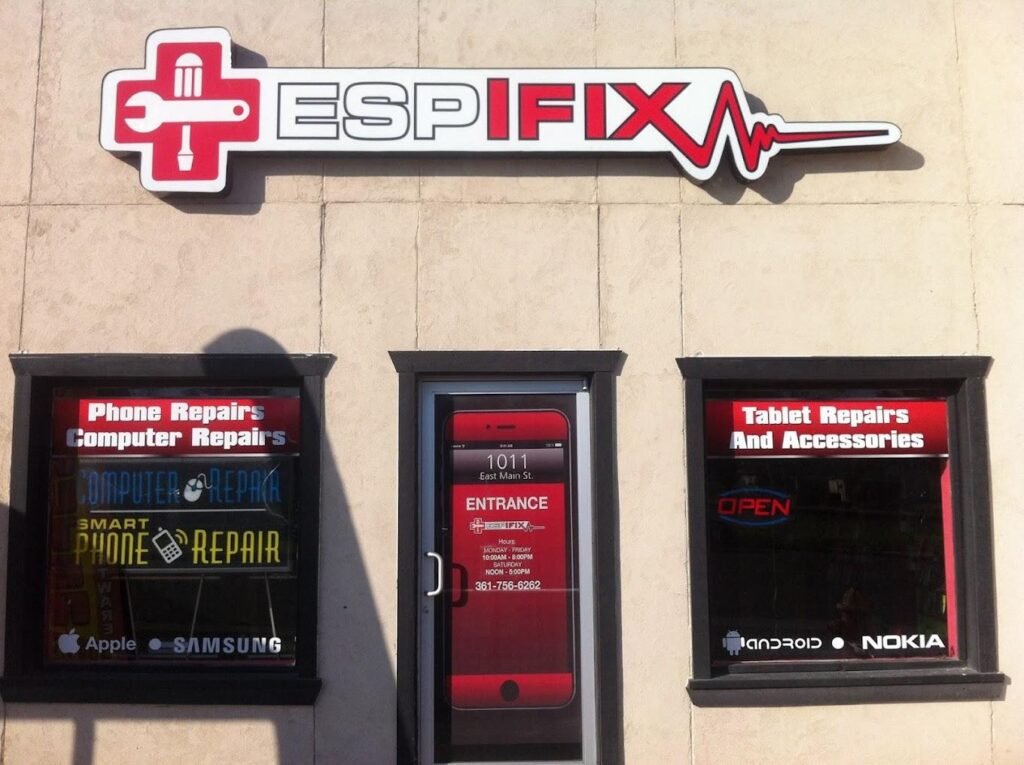 ESPIFIX
Phone Repairs
Computer Repairs
COMPUTER REPAIR
SMART
PHONE REPAIR
Apple • SAMSUNG
1011
East Main St.
ENTRANCE
ESPIFIX
Hours:
MONDAY - FRIDAY
10:00AM - 8:00PM
SATURDAY
NOON - 5:00PM
361-756-6262
Tablet Repairs
And Accessories
OPEN
android • NOKIA